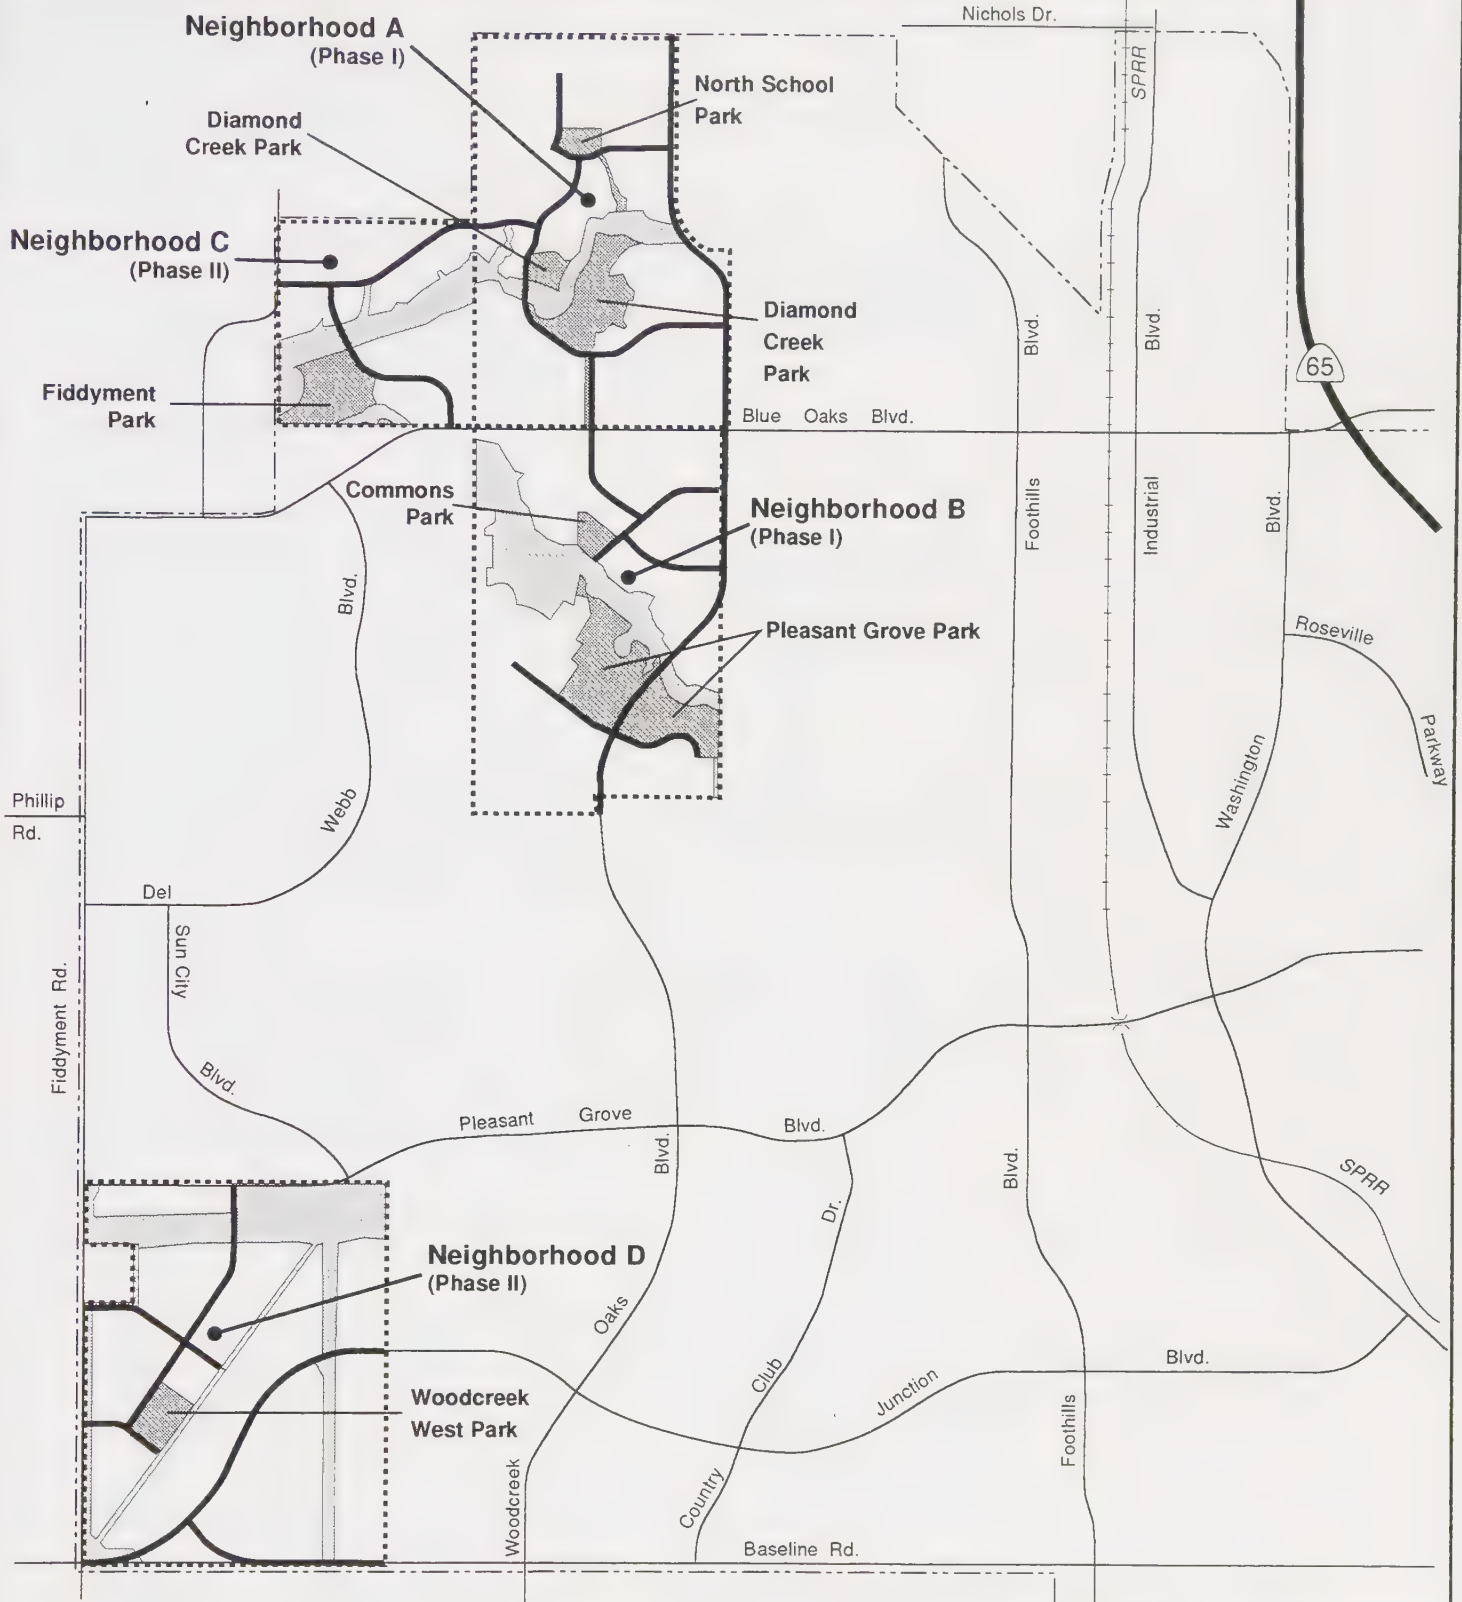 Nichols Dr.
Neighborhood A
(Phase I)
SPRR
North School
Park
Diamond
Creek Park
Neighborhood C
(Phase II)
Diamond
Creek
Park
Blvd.
Blvd.
65
Fiddyment
Park
Blue Oaks Blvd.
Commons
Park
Neighborhood B
(Phase I)
Foothills
Industrial
Blvd.
Blvd.
Pleasant Grove Park
Roseville
Parkway
Washington
Webb
Phillip
Rd.
Del
Sun City
Fiddyment Rd.
Blvd.
Pleasant Grove Blvd.
Blvd.
Blvd.
SPRR
Dr.
Neighborhood D
(Phase II)
Oaks
Club
Junction
Blvd.
Woodcreek
West Park
Foothills
Woodcreek
Country
Baseline Rd.